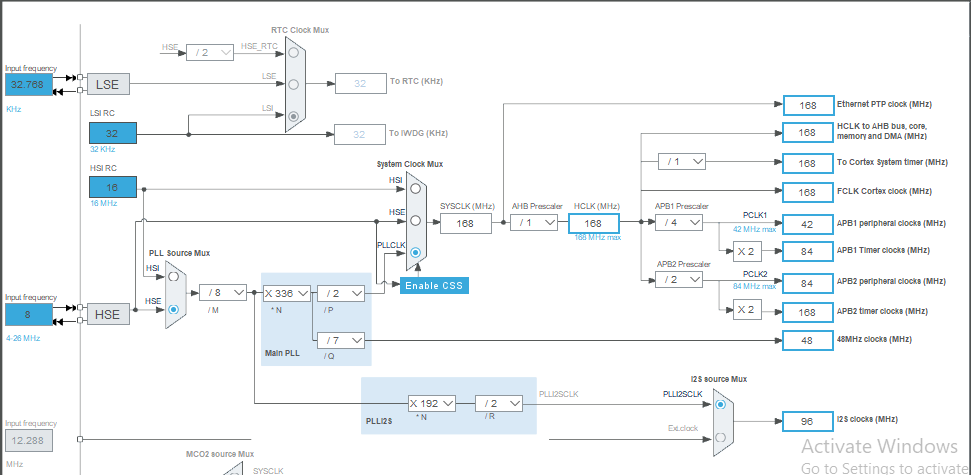 RTC Clock Mux
HSE
/ 2
HSE_RTC
Input frequency
32.768
KHz
LSE
LSE
32
To RTC (KHz)
LSI RC
LSI
32
32 KHz
32
To IWDG (KHz)
HSI RC
16
16 MHz
System Clock Mux
HSI
HSE
PLLCLK
Enable CSS
SYSCLK (MHz)
168
AHB Prescaler
/ 1
HCLK (MHz)
168
168 MHz max
168
Ethernet PTP clock (MHz)
168
HCLK to AHB bus, core,
memory and DMA (MHz)
/ 1
168
To Cortex System timer (MHz)
168
FCLK Cortex clock (MHz)
APB1 Prescaler
/ 4
PCLK1
42 MHz max
42
APB1 peripheral clocks (MHz)
X 2
84
APB1 Timer clocks (MHz)
APB2 Prescaler
/ 2
PCLK2
84 MHz max
84
APB2 peripheral clocks (MHz)
X 2
168
APB2 timer clocks (MHz)
48
48MHz clocks (MHz)
PLL Source Mux
HSI
HSE
Input frequency
8
4-26 MHz
HSE
/ 8
/ M
X 336
* N
/ 2
/ P
/ 7
/ Q
Main PLL
X 192
* N
/ 2
/ R
PLLI2S
PLLI2SCLK
I2S source Mux
PLLI2SCLK
Ext.clock
96
I2S clocks (MHz)
Input frequency
12.288
MHz
MCO2 source Mux
SYSCLK
Activate Windows
Go to Settings to activate